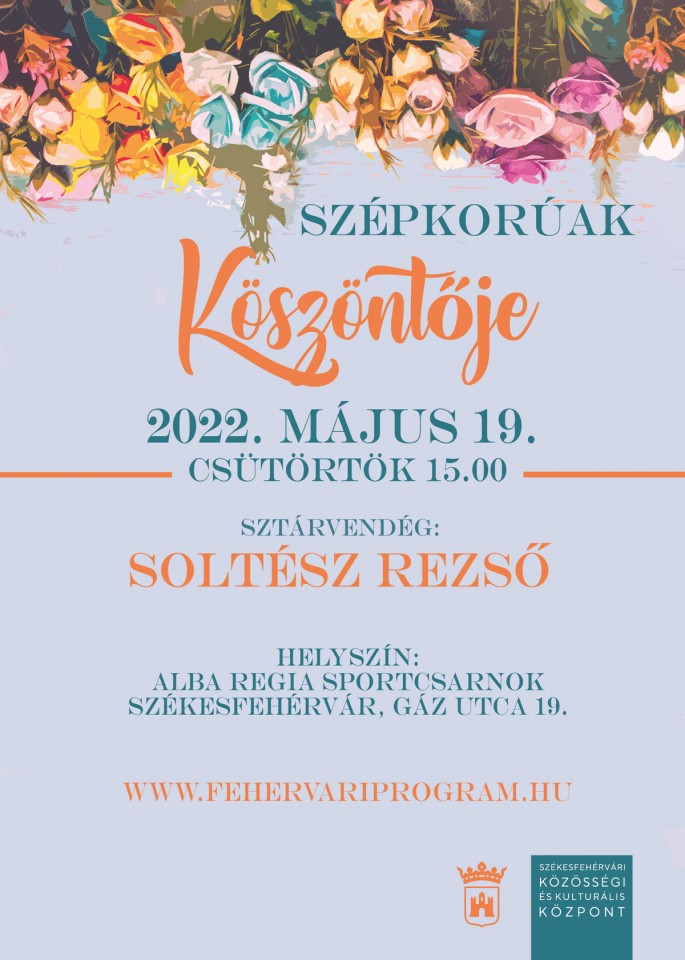 SZÉPKORÚAK
Köszöntője
2022. MÁJUS 19.
CSÜTÖRTÖK 15.00
SZTÁRVENDÉG:
SOLTÉSZ REZSŐ
HELYSZÍN:
ALBA REGIA SPORTCSARNOK
SZÉKESFEHÉRVÁR, GÁZ UTCA 19.
WWW.FEHERVARIPROGRAM.HU
SZÉKESFEHÉRVÁRI
KÖZÖSSÉGI
ÉS KULTURÁLIS
KÖZPONT